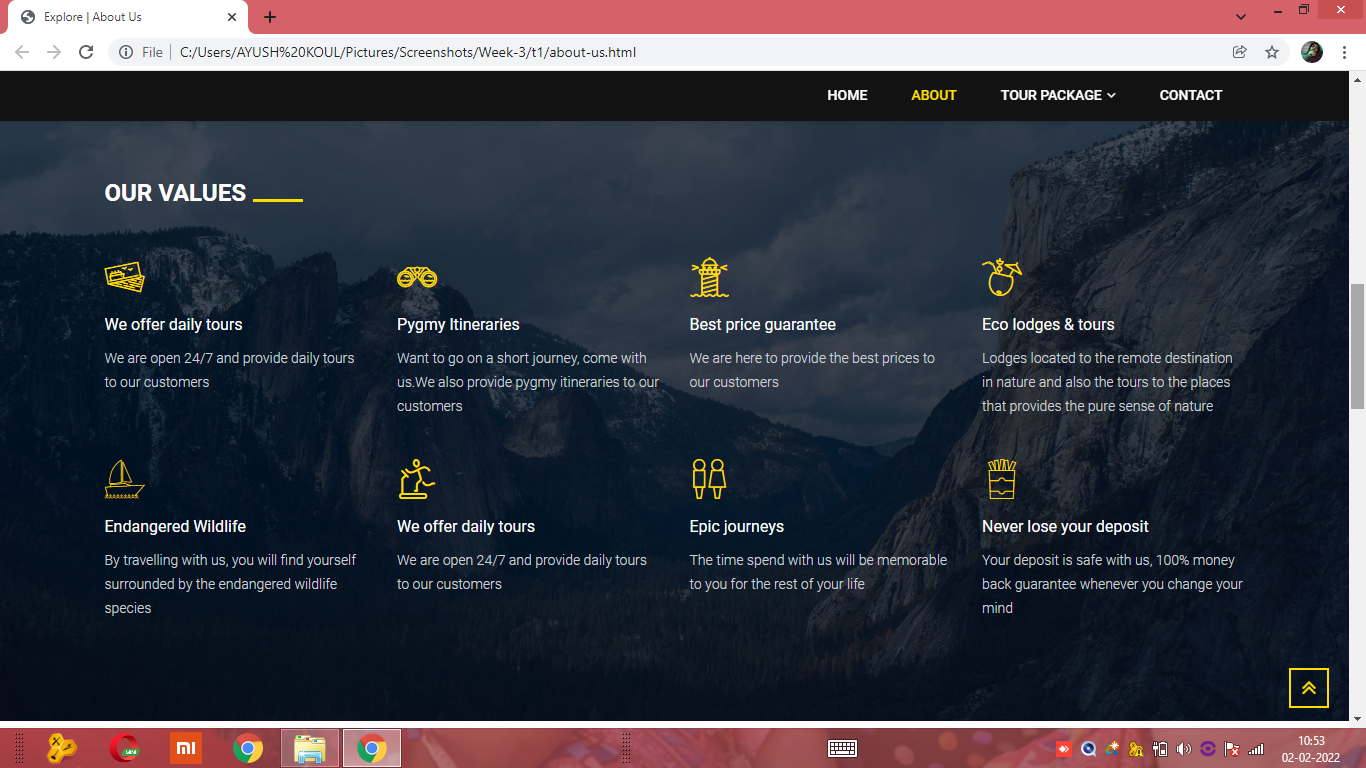 Explore | About Us
File
C:/Users/AYUSH%20KOUL/Pictures/Screenshots/Week-3/t1/about-us.html
HOME ABOUT TOUR PACKAGE CONTACT
OUR VALUES
We offer daily tours
We are open 24/7 and provide daily tours
to our customers
Pygmy Itineraries
Want to go on a short journey, come with
us.We also provide pygmy itineraries to our
customers
Best price guarantee
We are here to provide the best prices to
our customers
Eco lodges & tours
Lodges located to the remote destination
in nature and also the tours to the places
that provides the pure sense of nature
Endangered Wildlife
By travelling with us, you will find yourself
surrounded by the endangered wildlife
species
We offer daily tours
We are open 24/7 and provide daily tours
to our customers
Epic journeys
The time spend with us will be memorable
to you for the rest of your life
Never lose your deposit
Your deposit is safe with us, 100% money
back guarantee whenever you change your
mind
mi
10:53
02-02-2022